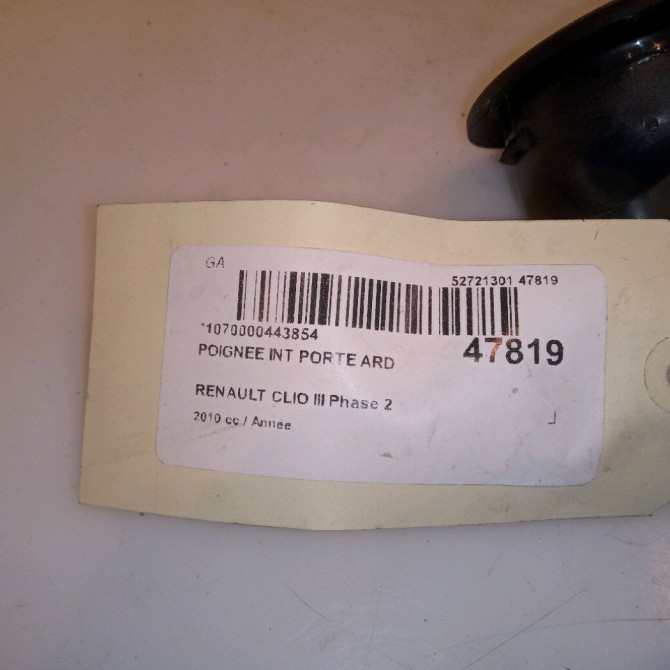 GA
52721301 47819
*1070000443854
47819
POIGNEE INT PORTE ARD
RENAULT CLIO III Phase 2
2010 cc / Annee